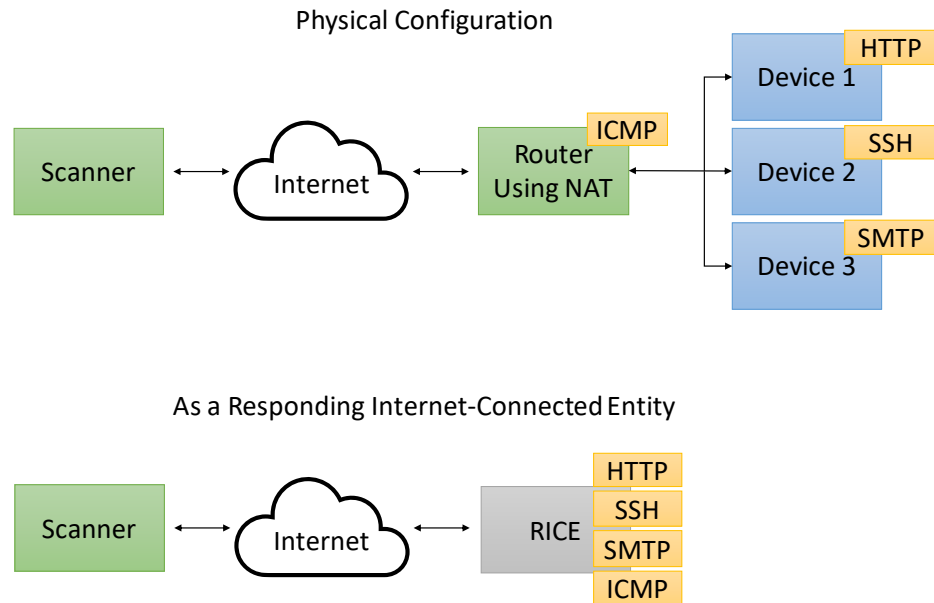 Physical Configuration
HTTP
Device 1
ICMP
SSH
Scanner
Internet
Router
Using NAT
Device 2
SMTP
Device 3
As a Responding Internet-Connected Entity
HTTP
Scanner
Internet
RICE
SSH
SMTP
ICMP